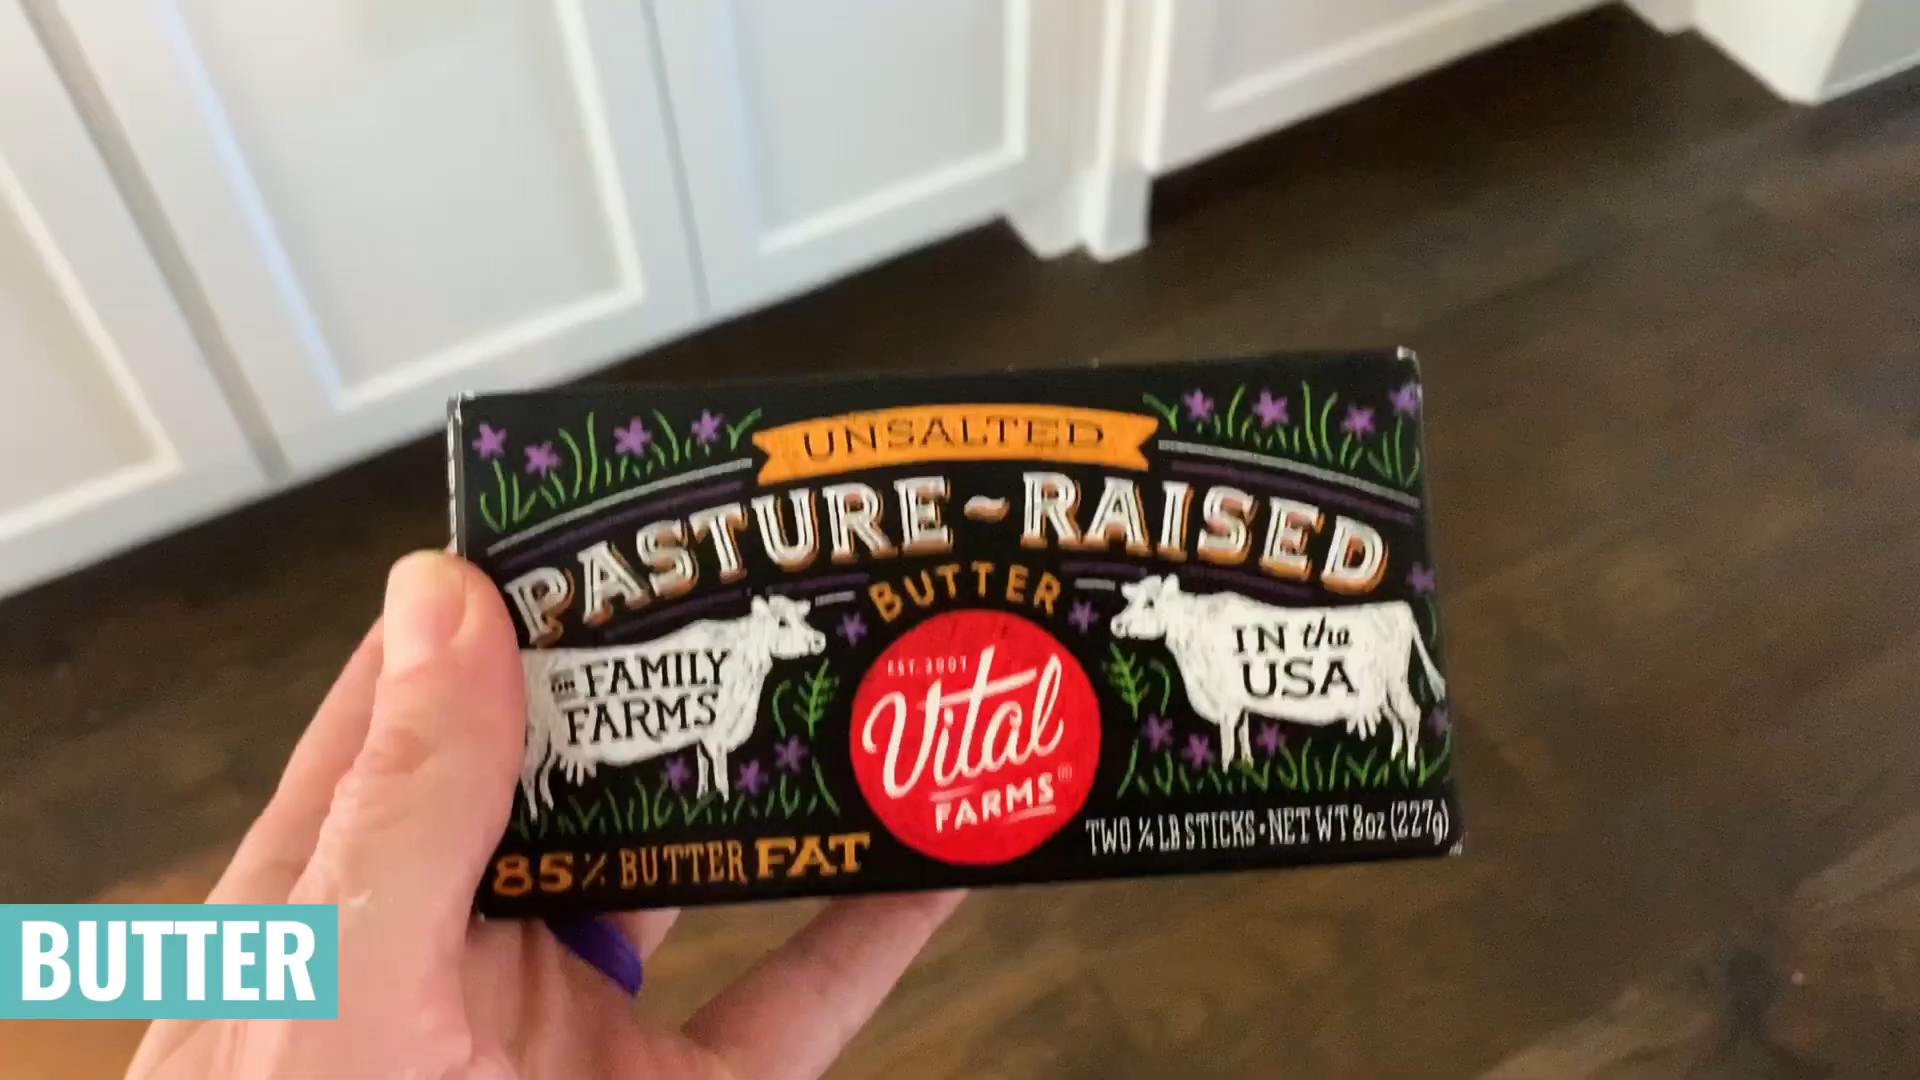 UNSALTED
PASTURE-RAISED
BUTTER
ON FAMILY
FARMS
IN the
USA
EST. 2007
Vital
FARMS®
85% BUTTER FAT
TWO ¼ LB STICKS • NET WT 8oz (227g)
BUTTER